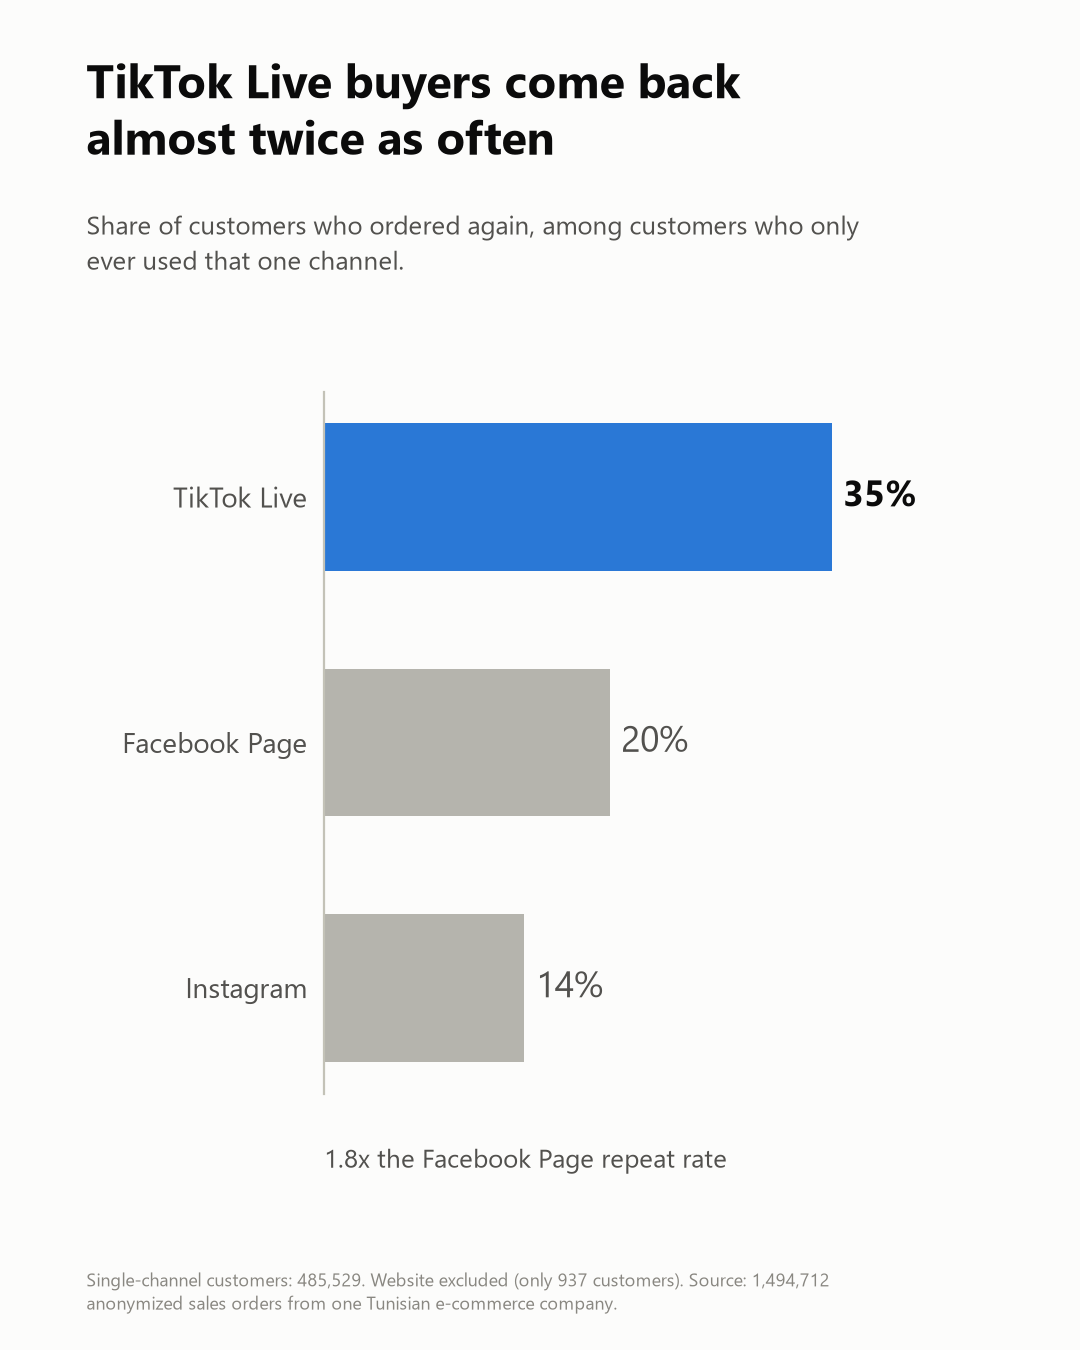 TikTok Live buyers come back
almost twice as often
Share of customers who ordered again, among customers who only
ever used that one channel.
TikTok Live
35%
Facebook Page
20%
Instagram
14%
1.8x the Facebook Page repeat rate
Single-channel customers: 485,529. Website excluded (only 937 customers). Source: 1,494,712
anonymized sales orders from one Tunisian e-commerce company.